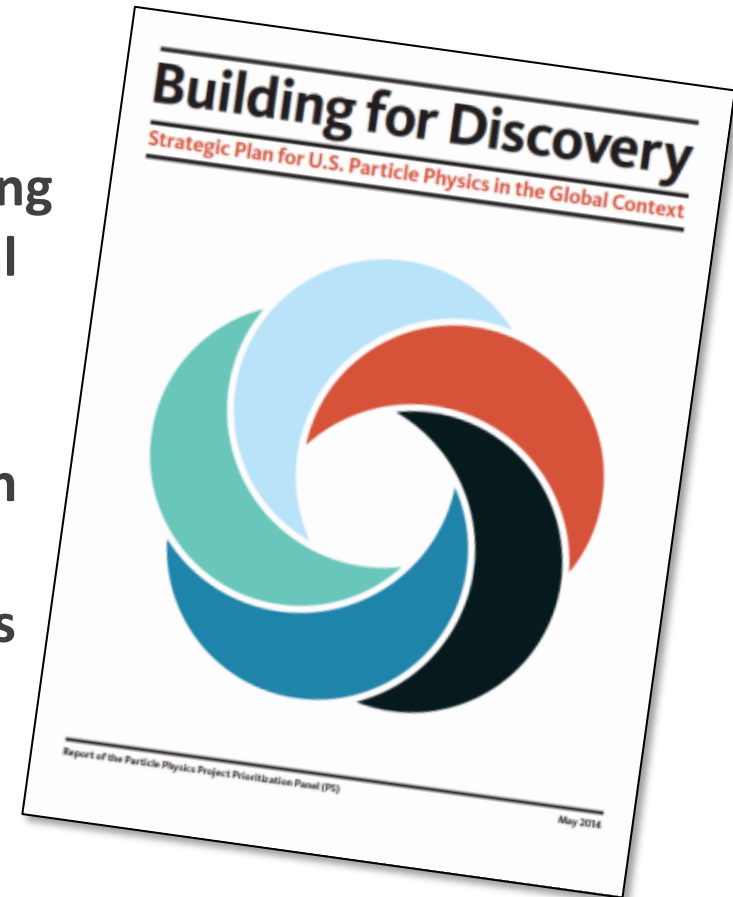 Building for Discovery
Strategic Plan for U.S. Particle Physics in the Global Context
ng
l
n
s
Report of the Particle Physics Project Prioritization Panel (P5)
May 2014